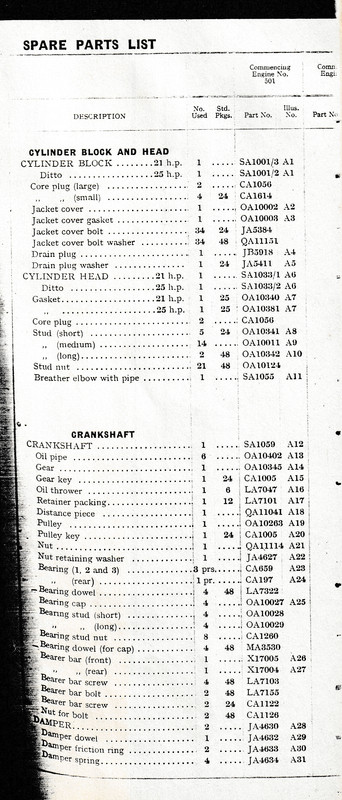 SPARE PARTS LIST
Commencing Engine No. 501 Comm Engi
DESCRIPTION No. Used Std. Pkgs. Part No. Illus. No. Part No
CYLINDER BLOCK AND HEAD
CYLINDER BLOCK ........21 h.p. 1 ..... SA1001/3 A1
Ditto ................25 h.p. 1 ..... SA1001/2 A1
Core plug (large) ................ 2 ..... CA1056
,, ,, (small) ................ 4 24 CA1614
Jacket cover ..................... 1 ..... OA10002 A2
Jacket cover gasket .............. 1 ..... OA10003 A3
Jacket cover bolt ................ 34 24 JA5384
Jacket cover bolt washer ......... 34 48 QA11151
Drain plug ....................... 1 ..... JB5918 A4
Drain plug washer ................ 1 24 JA5411 A5
CYLINDER HEAD ..........21 h.p. 1 ..... SA1033/1 A6
Ditto ................25 h.p. 1 ..... SA1033/2 A6
Gasket...................21 h.p. 1 25 OA10340 A7
,, ...................25 h.p. 1 25 OA10381 A7
Core plug ........................ 2 ..... CA1056
Stud (short) ..................... 5 24 OA10341 A8
,, (medium) .................. 14 ..... OA10011 A9
,, (long)..................... 2 48 OA10342 A10
Stud nut ......................... 21 48 OA10124
Breather elbow with pipe ......... 1 ..... SA1055 A11
CRANKSHAFT
CRANKSHAFT ....................... 1 ..... SA1059 A12
Oil pipe ......................... 6 ..... OA10402 A13
Gear ............................. 1 ..... OA10345 A14
Gear key ......................... 1 24 CA1005 A15
Oil thrower ...................... 1 6 LA7047 A16
Retainer packing.................. 1 12 LA7101 A17
Distance piece ................... 1 ..... QA11041 A18
Pulley ........................... 1 ..... OA10263 A19
Pulley key ....................... 1 24 CA1005 A20
Nut .............................. 1 ..... QA11114 A21
Nut retaining washer ............. 1 ..... JA4627 A22
Bearing (1, 2 and 3) ............. 3 prs. ..... CA659 A23
,, (rear) .................... 1 pr. ..... CA197 A24
Bearing dowel .................... 4 48 LA7322
Bearing cap ...................... 4 ..... OA10027 A25
Bearing stud (short) ............. 4 ..... OA10028
,, ,, (long)............. 4 ..... OA10029
Bearing stud nut ................. 8 ..... CA1260
Bearing dowel (for cap) .......... 4 48 MA3530
Bearer bar (front) ............... 1 ..... X17005 A26
,, ,, (rear) ............... 1 ..... X17004 A27
Bearer bar screw ................. 4 48 LA7103
Bearer bar bolt .................. 2 48 LA7155
Bearer bar screw ................. 2 24 CA1122
Nut for bolt ..................... 2 48 CA1126
DAMPER............................ 2 ..... JA4630 A28
Damper dowel ..................... 1 ..... JA4632 A29
Damper friction ring ............. 2 ..... JA4633 A30
Damper spring..................... 4 ..... JA4634 A31